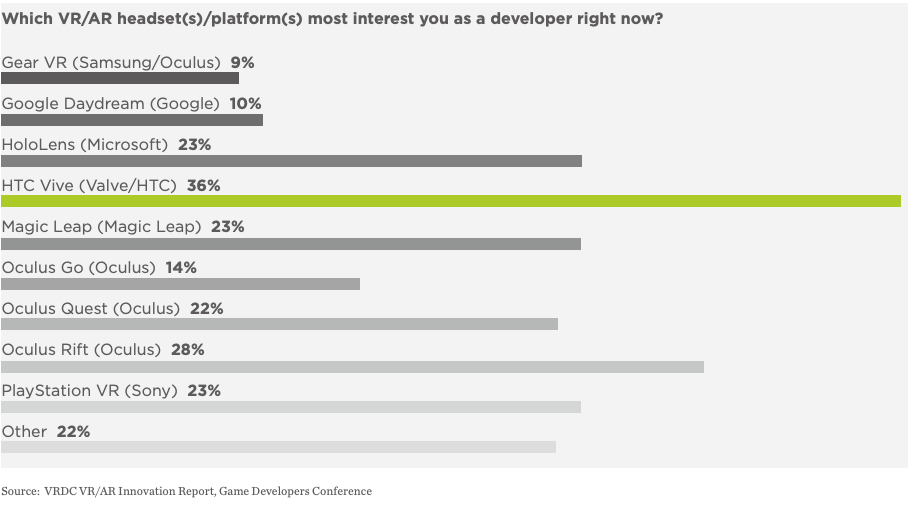 Which VR/AR headset(s)/platform(s) most interest you as a developer right now?
Gear VR (Samsung/Oculus) 9%
Google Daydream (Google) 10%
HoloLens (Microsoft) 23%
HTC Vive (Valve/HTC) 36%
Magic Leap (Magic Leap) 23%
Oculus Go (Oculus) 14%
Oculus Quest (Oculus) 22%
Oculus Rift (Oculus) 28%
PlayStation VR (Sony) 23%
Other 22%
Source: VRDC VR/AR Innovation Report, Game Developers Conference